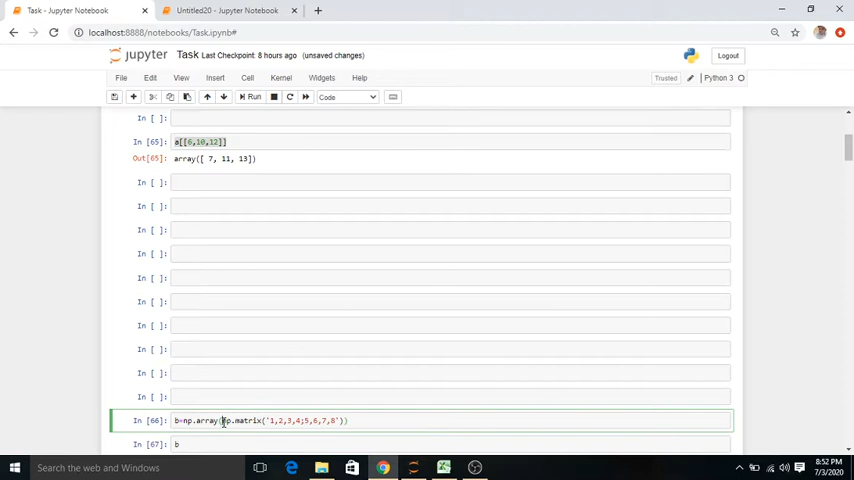 Task - Jupyter Notebook
Untitled20 - Jupyter Notebook
localhost:8888/notebooks/Task.ipynb#
jupyter Task Last Checkpoint: 8 hours ago (unsaved changes)
Logout
File Edit View Insert Cell Kernel Widgets Help
Trusted
Python 3
Run
Code
In [ ]:
In [65]: a[[6,10,12]]
Out[65]: array([ 7, 11, 13])
In [ ]:
In [ ]:
In [ ]:
In [ ]:
In [ ]:
In [ ]:
In [ ]:
In [ ]:
In [ ]:
In [ ]:
In [66]: b=np.array(np.matrix('1,2,3,4;5,6,7,8'))
In [67]: b
Search the web and Windows
8:52 PM
7/3/2020